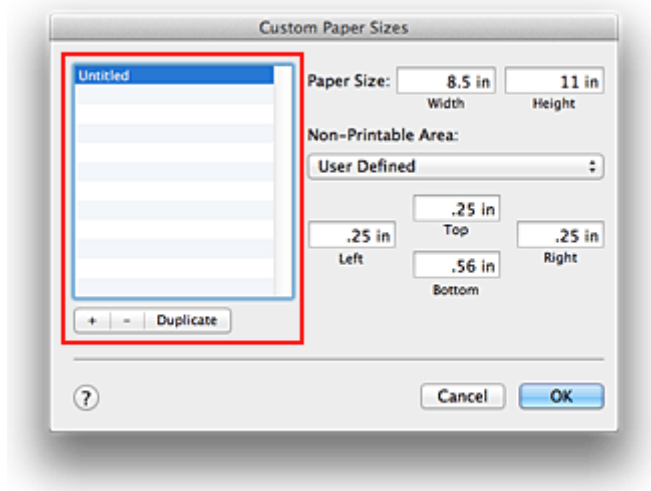 Custom Paper Sizes
Untitled
+ - Duplicate
Paper Size: 8.5 in 11 in
Width Height
Non-Printable Area:
User Defined
.25 in
Top
.25 in
Left
.25 in
Right
.56 in
Bottom
? Cancel OK